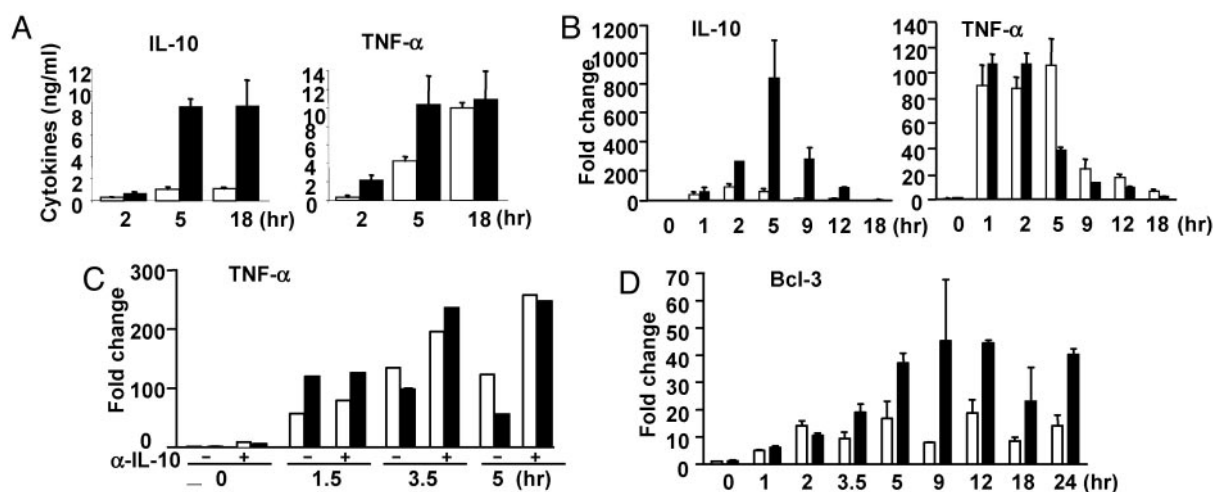 A
IL-10
TNF-α
Cytokines (ng/ml)
12
10
8
6
4
2
0
2 5 18 (hr)
14
12
10
8
6
4
2
0
2 5 18 (hr)
B
IL-10
TNF-α
Fold change
1200
1000
800
600
400
200
0
0 1 2 5 9 12 18 (hr)
140
120
100
80
60
40
20
0
0 1 2 5 9 12 18 (hr)
C
TNF-α
Fold change
300
200
100
0
α-IL-10 − + − + − + − +
0 1.5 3.5 5 (hr)
D
Bcl-3
Fold change
70
60
50
40
30
20
10
0
0 1 2 3.5 5 9 12 18 24 (hr)